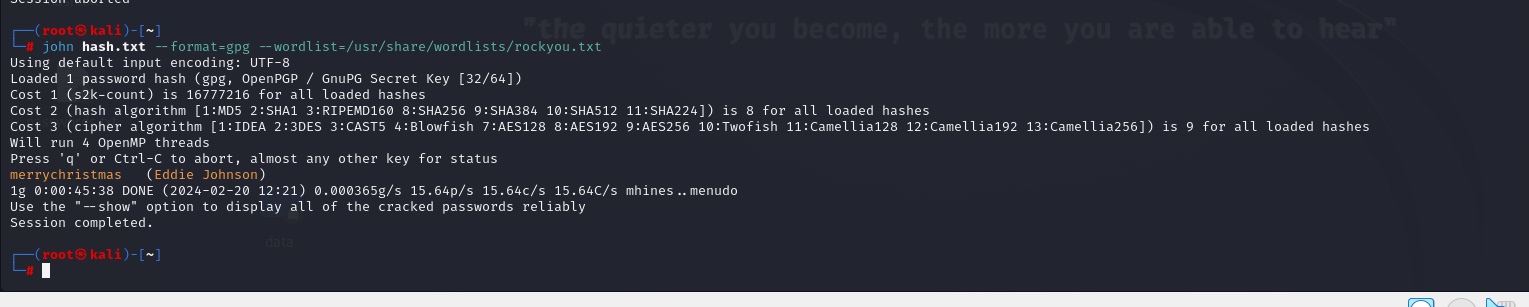 Session aborted
"the quieter you become, the more you are able to hear"
┌──(root㉿kali)-[~]
└─# john hash.txt --format=gpg --wordlist=/usr/share/wordlists/rockyou.txt
Using default input encoding: UTF-8
Loaded 1 password hash (gpg, OpenPGP / GnuPG Secret Key [32/64])
Cost 1 (s2k-count) is 16777216 for all loaded hashes
Cost 2 (hash algorithm [1:MD5 2:SHA1 3:RIPEMD160 8:SHA256 9:SHA384 10:SHA512 11:SHA224]) is 8 for all loaded hashes
Cost 3 (cipher algorithm [1:IDEA 2:3DES 3:CAST5 4:Blowfish 7:AES128 8:AES192 9:AES256 10:Twofish 11:Camellia128 12:Camellia192 13:Camellia256]) is 9 for all loaded hashes
Will run 4 OpenMP threads
Press 'q' or Ctrl-C to abort, almost any other key for status
merrychristmas   (Eddie Johnson)
1g 0:00:45:38 DONE (2024-02-20 12:21) 0.000365g/s 15.64p/s 15.64c/s 15.64C/s mhines..menudo
Use the "--show" option to display all of the cracked passwords reliably
Session completed.
data
┌──(root㉿kali)-[~]
└─#